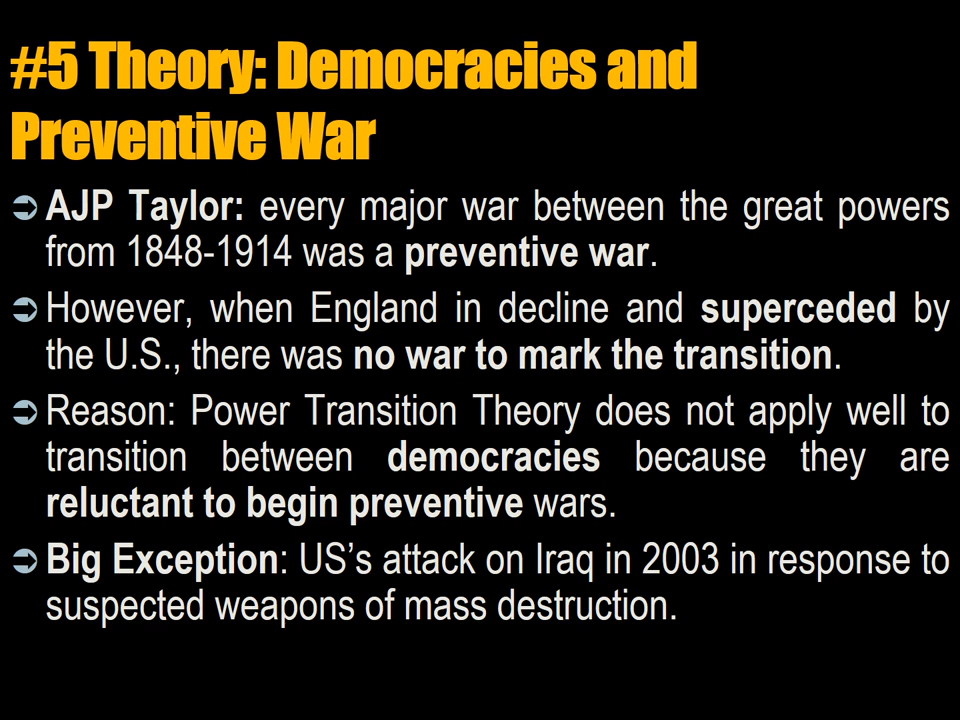 #5 Theory: Democracies and
Preventive War
➲ AJP Taylor: every major war between the great powers
from 1848-1914 was a preventive war.
➲ However, when England in decline and superceded by
the U.S., there was no war to mark the transition.
➲ Reason: Power Transition Theory does not apply well to
transition between democracies because they are
reluctant to begin preventive wars.
➲ Big Exception: US’s attack on Iraq in 2003 in response to
suspected weapons of mass destruction.